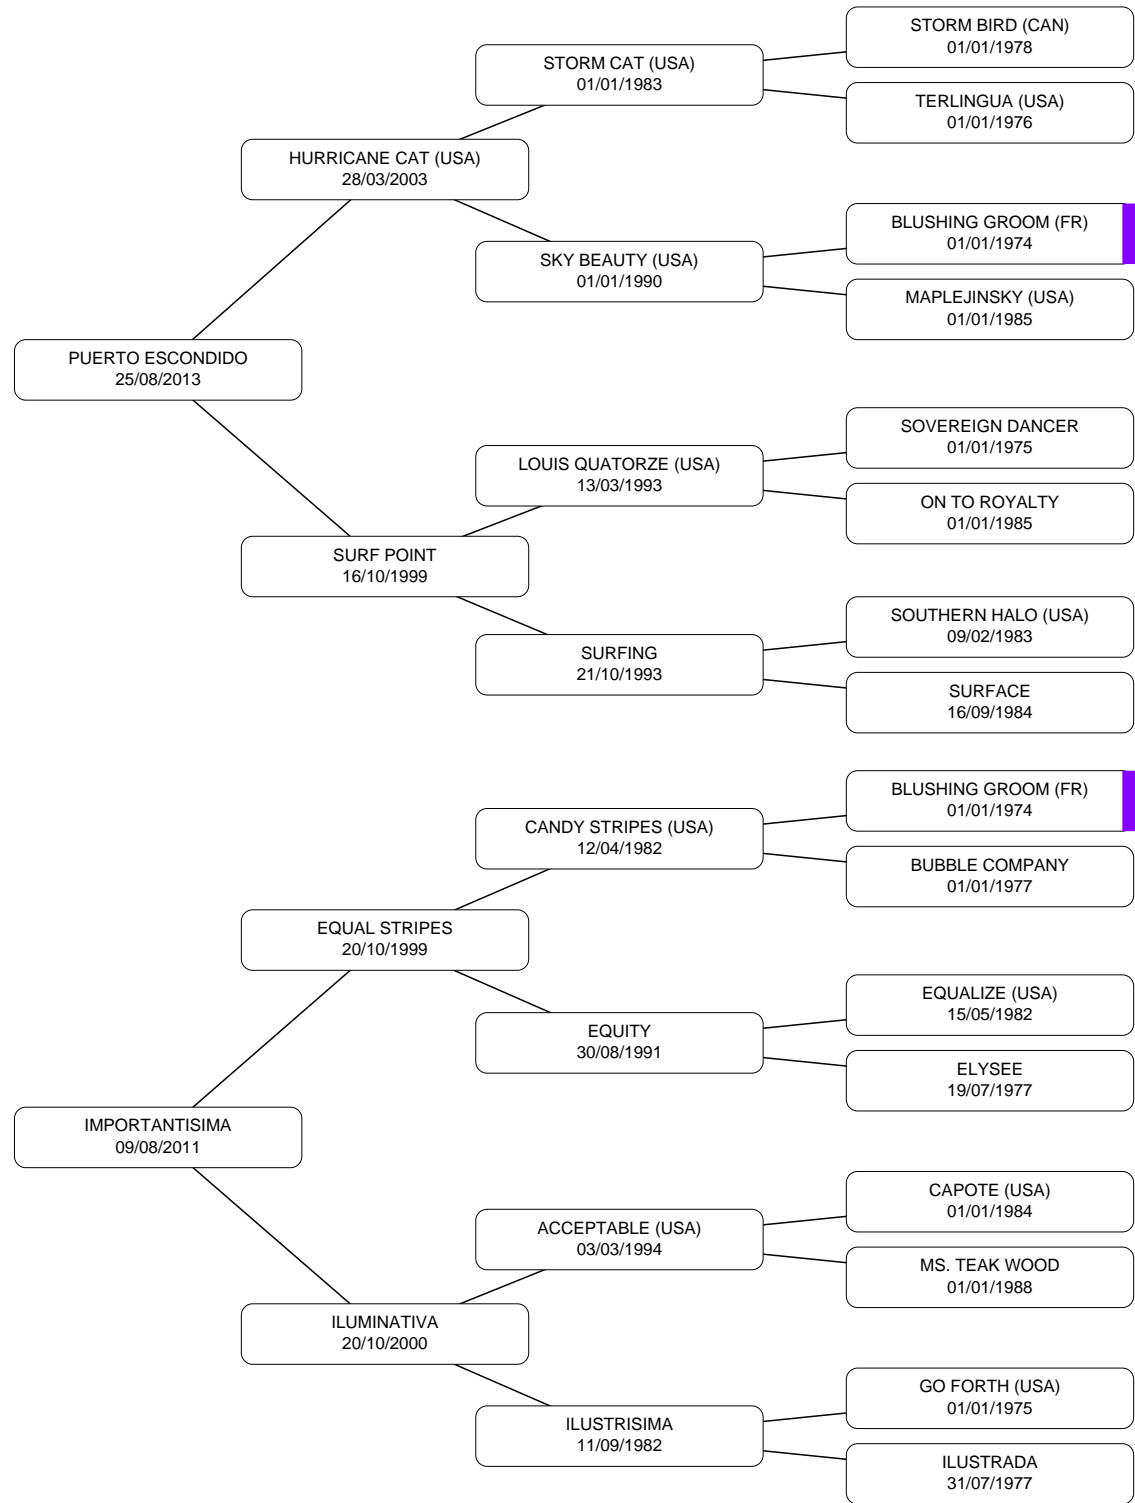 STORM BIRD (CAN)
01/01/1978
STORM CAT (USA)
01/01/1983
TERLINGUA (USA)
01/01/1976
HURRICANE CAT (USA)
28/03/2003
BLUSHING GROOM (FR)
01/01/1974
SKY BEAUTY (USA)
01/01/1990
MAPLEJINSKY (USA)
01/01/1985
PUERTO ESCONDIDO
25/08/2013
SOVEREIGN DANCER
01/01/1975
LOUIS QUATORZE (USA)
13/03/1993
ON TO ROYALTY
01/01/1985
SURF POINT
16/10/1999
SOUTHERN HALO (USA)
09/02/1983
SURFING
21/10/1993
SURFACE
16/09/1984
BLUSHING GROOM (FR)
01/01/1974
CANDY STRIPES (USA)
12/04/1982
BUBBLE COMPANY
01/01/1977
EQUAL STRIPES
20/10/1999
EQUALIZE (USA)
15/05/1982
EQUITY
30/08/1991
ELYSEE
19/07/1977
IMPORTANTISIMA
09/08/2011
CAPOTE (USA)
01/01/1984
ACCEPTABLE (USA)
03/03/1994
MS. TEAK WOOD
01/01/1988
ILUMINATIVA
20/10/2000
GO FORTH (USA)
01/01/1975
ILUSTRISIMA
11/09/1982
ILUSTRADA
31/07/1977